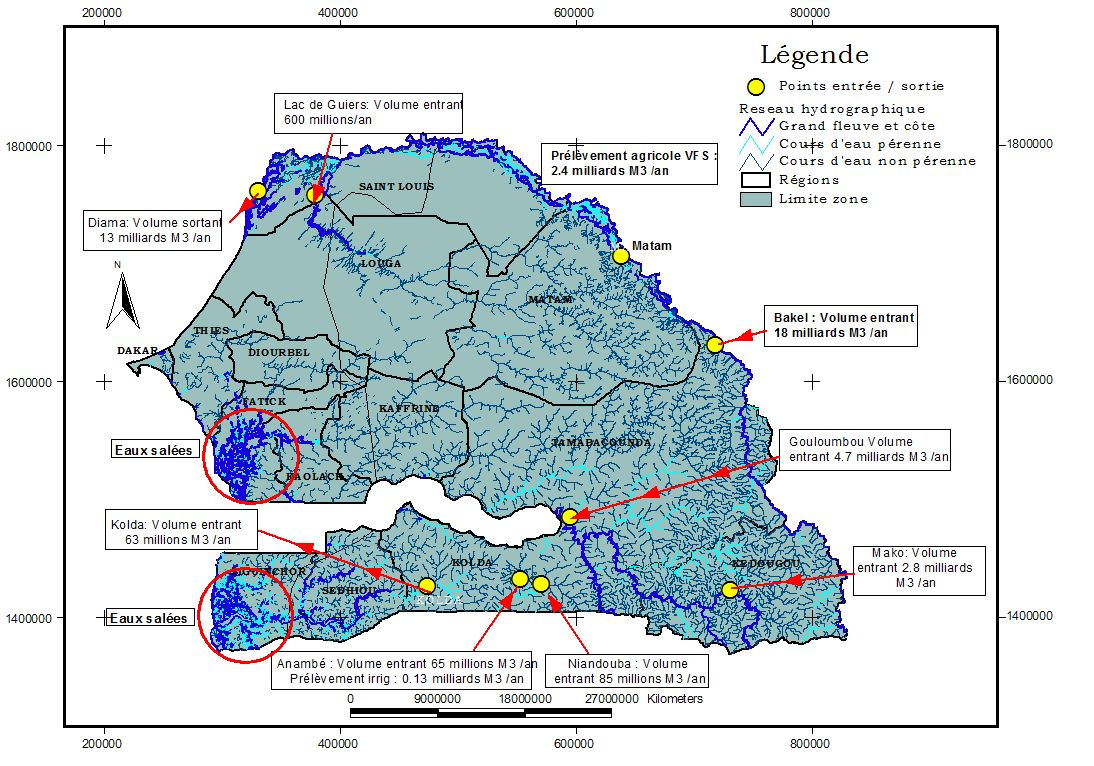 200000 400000 600000 800000
Légende
Points entrée / sortie
Reseau hydrographique
Grand fleuve et côte
Cours d'eau pérenne
Cours d'eau non pérenne
Régions
Limite zone
Lac de Guiers: Volume entrant
600 millions/an
1800000
1800000
Prélèvement agricole VFS :
2.4 milliards M3 /an
SAINT LOUIS
Diama: Volume sortant
13 milliards M3 /an
Matam
LOUGA
N
MATAM
Bakel : Volume entrant
18 milliards M3 /an
THIES
DAKAR
DIOURBEL
1600000
1600000
FATICK
KAFFRINE
Eaux salées
TAMBACOUNDA
Gouloumbou Volume
entrant 4.7 milliards M3 /an
KAOLACK
Kolda: Volume entrant
63 millions M3 /an
KOLDA
KEDOUGOU
Mako: Volume
entrant 2.8 milliards
M3 /an
ZIGUINCHOR
SEDHIOU
KOLDA
Eaux salées
1400000
1400000
Anambé : Volume entrant 65 millions M3 /an
Prélèvement irrig : 0.13 milliards M3 /an
Niandouba : Volume
entrant 85 millions M3 /an
0 9000000 18000000 27000000 Kilometers
200000 400000 600000 800000